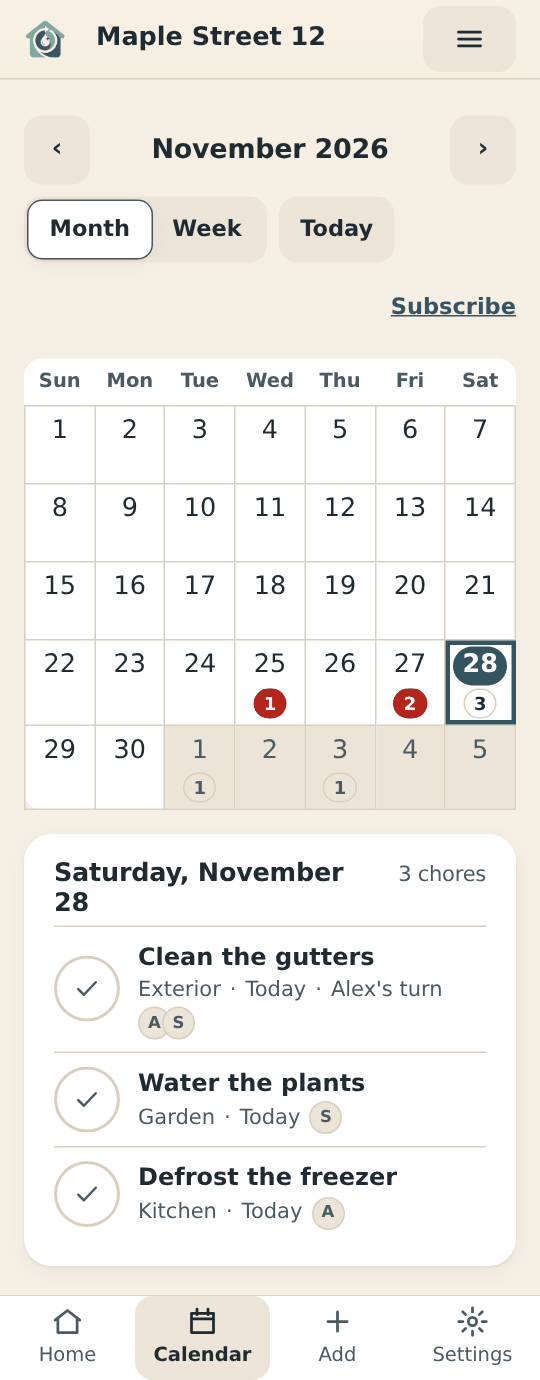 Maple Street 12
‹ November 2026 ›
Month Week Today
Subscribe
Sun Mon Tue Wed Thu Fri Sat
1 2 3 4 5 6 7
8 9 10 11 12 13 14
15 16 17 18 19 20 21
22 23 24 25 26 27 28
1 2 3
29 30 1 2 3 4 5
1 1
Saturday, November 3 chores
28
Clean the gutters
Exterior · Today · Alex's turn
A S
Water the plants
Garden · Today S
Defrost the freezer
Kitchen · Today A
Home Calendar Add Settings